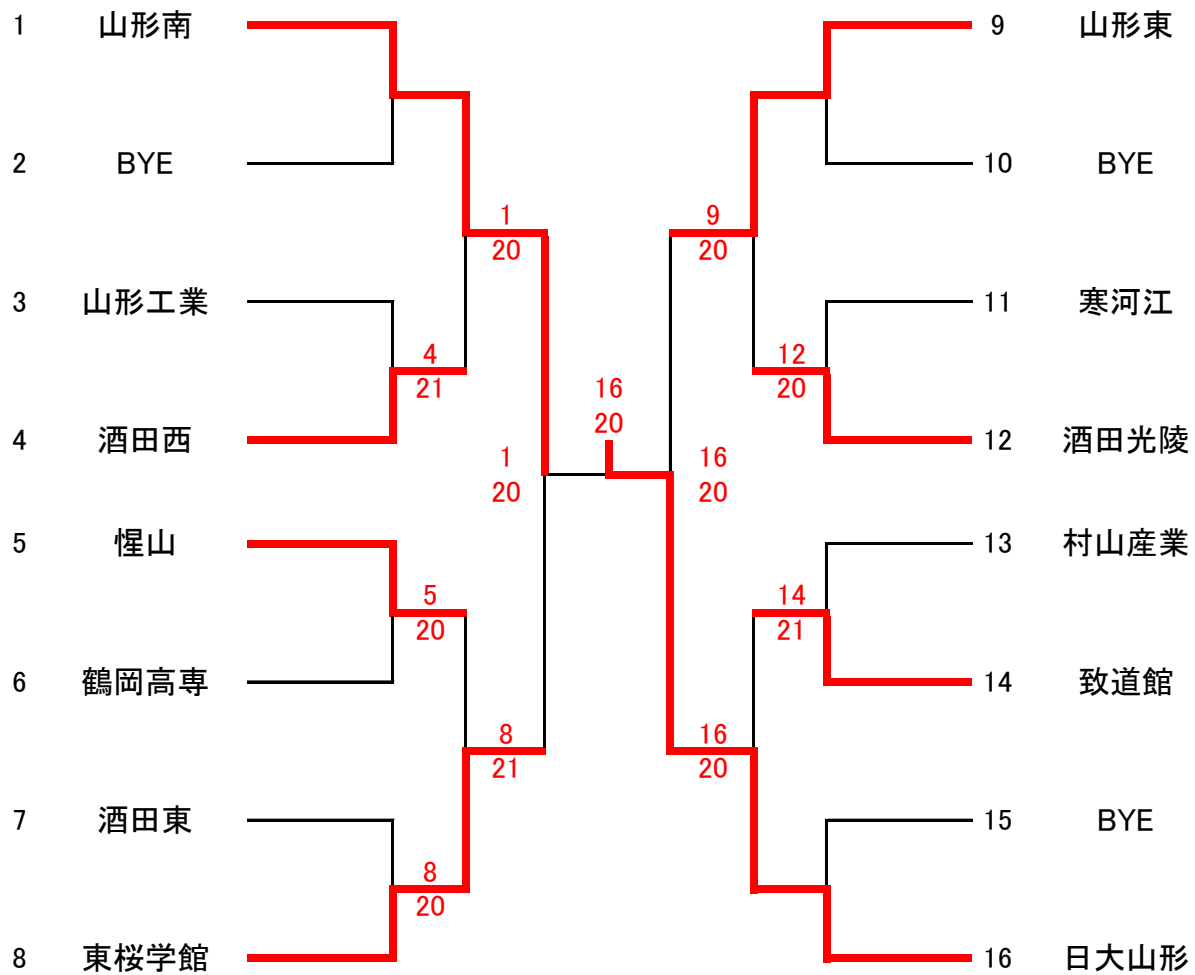 1 山形南
2 BYE
3 山形工業
4 酒田西
5 惺山
6 鶴岡高専
7 酒田東
8 東桜学館
1
20
4
21
1
20
5
20
8
21
8
20
16
20
9
20
12
20
16
20
14
21
16
20
9 山形東
10 BYE
11 寒河江
12 酒田光陵
13 村山産業
14 致道館
15 BYE
16 日大山形